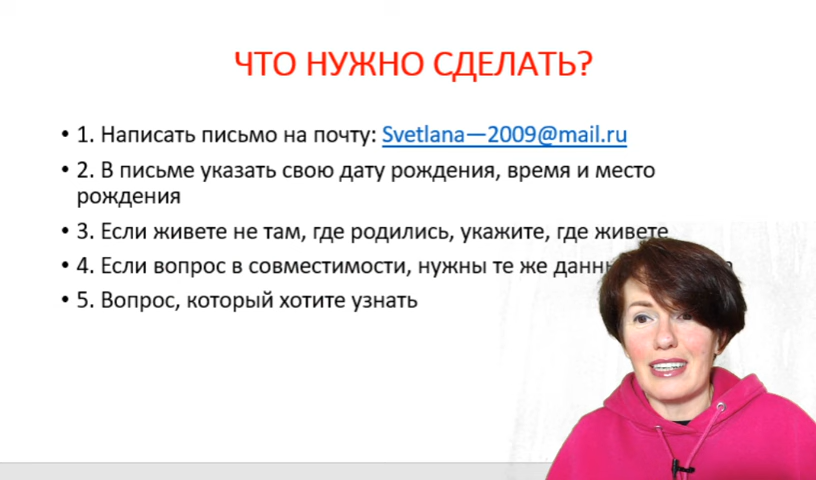 ЧТО НУЖНО СДЕЛАТЬ?
• 1. Написать письмо на почту: Svetlana—2009@mail.ru
• 2. В письме указать свою дату рождения, время и место
рождения
• 3. Если живете не там, где родились, укажите, где живете
• 4. Если вопрос в совместимости, нужны те же
• 5. Вопрос, который хотите узнать